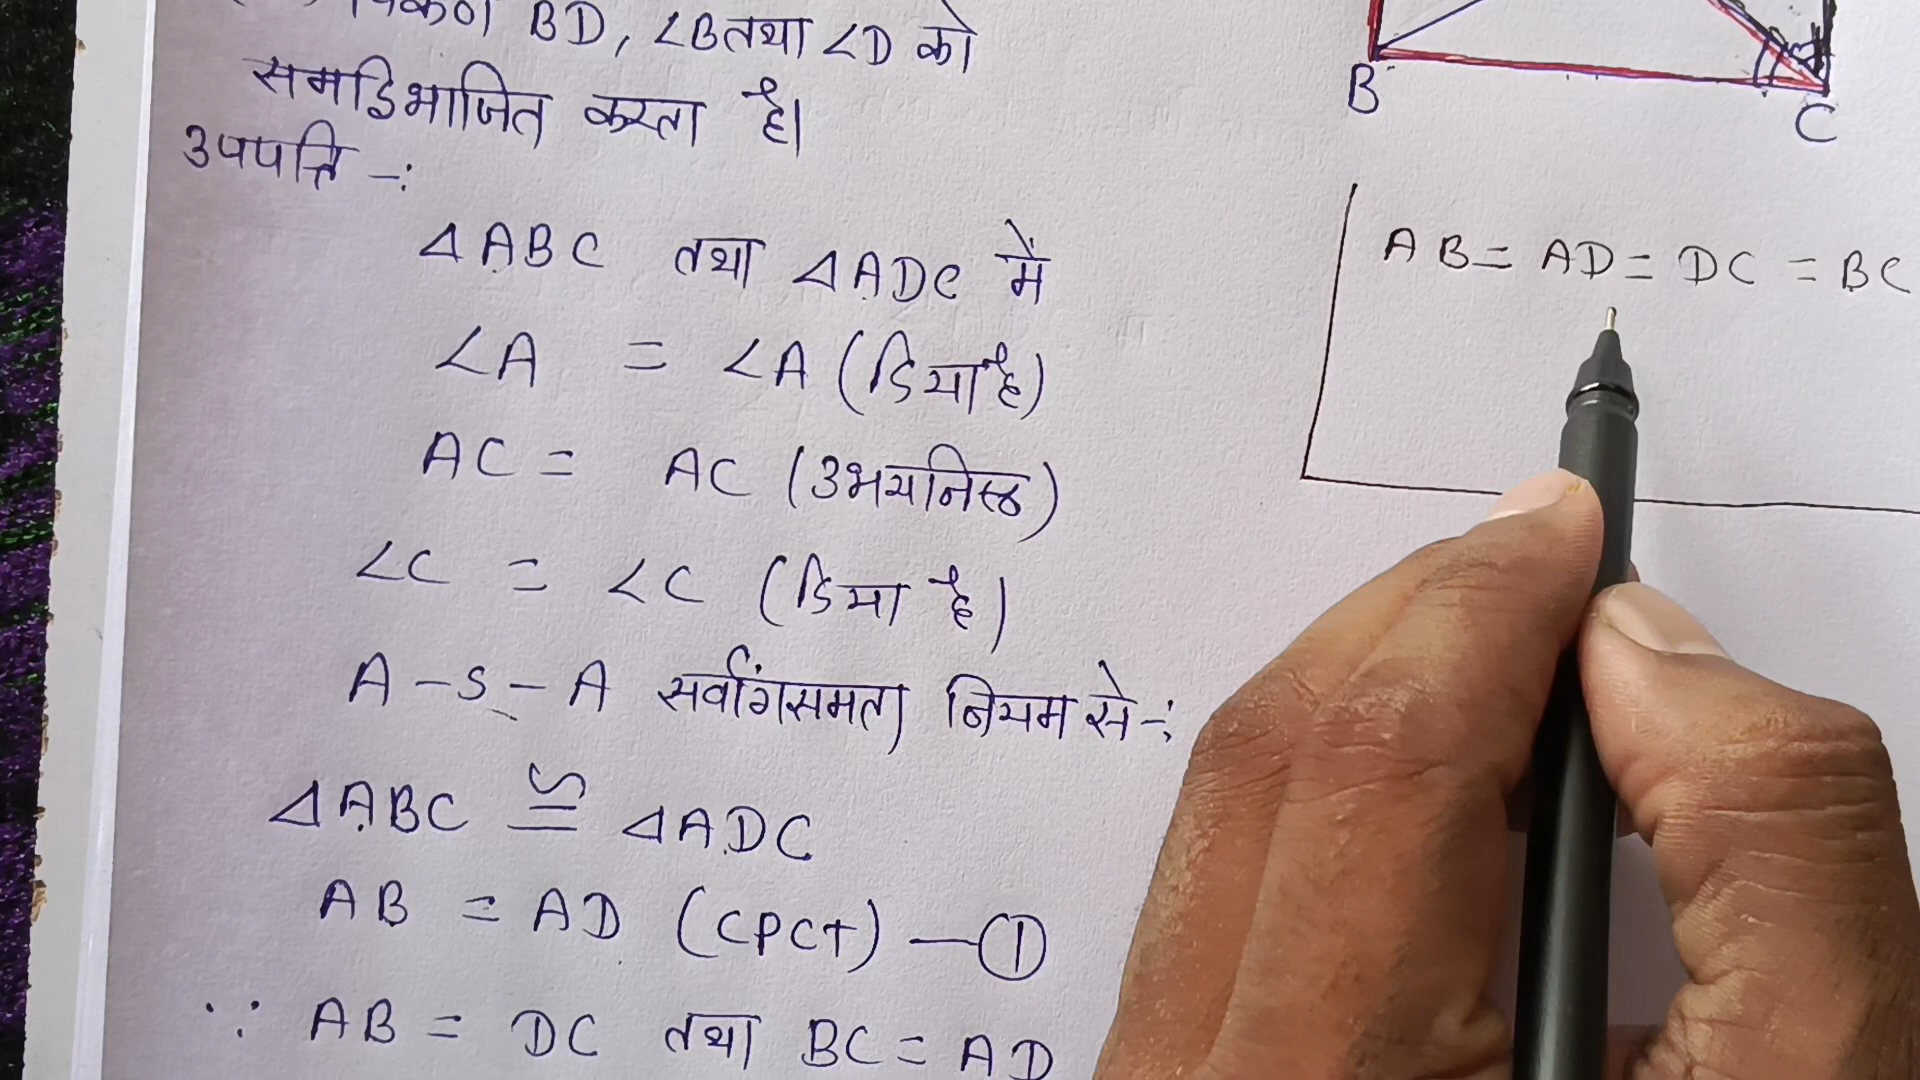 BD, ∠B तथा ∠D को
समद्विभाजित करता है।
उपपत्ति -:
△ABC तथा △ADC में
∠A = ∠A (दिया है)
AC = AC (उभयनिष्ठ)
∠C = ∠C (दिया है)
A-S-A सर्वांगसमता नियम से -:
△ABC ≅ △ADC
AB = AD (CPCT) — ①
∵ AB = DC तथा BC = AD
B
C
AB = AD = DC = BC